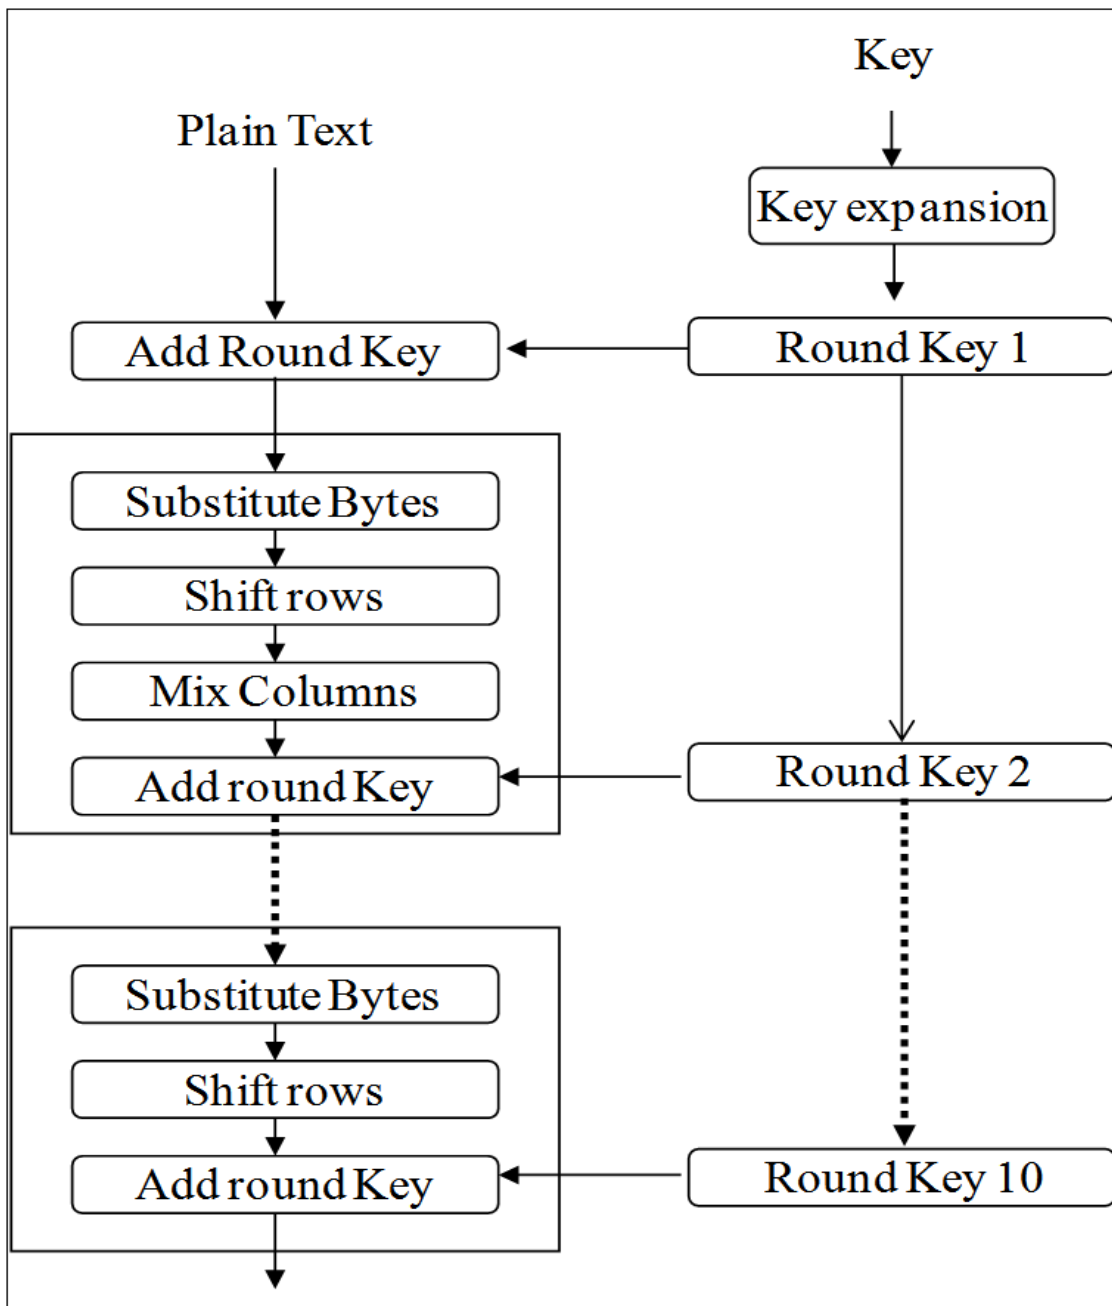 Key
Plain Text
Key expansion
Add Round Key
Round Key 1
Substitute Bytes
Shift rows
Mix Columns
Add round Key
Round Key 2
Substitute Bytes
Shift rows
Add round Key
Round Key 10